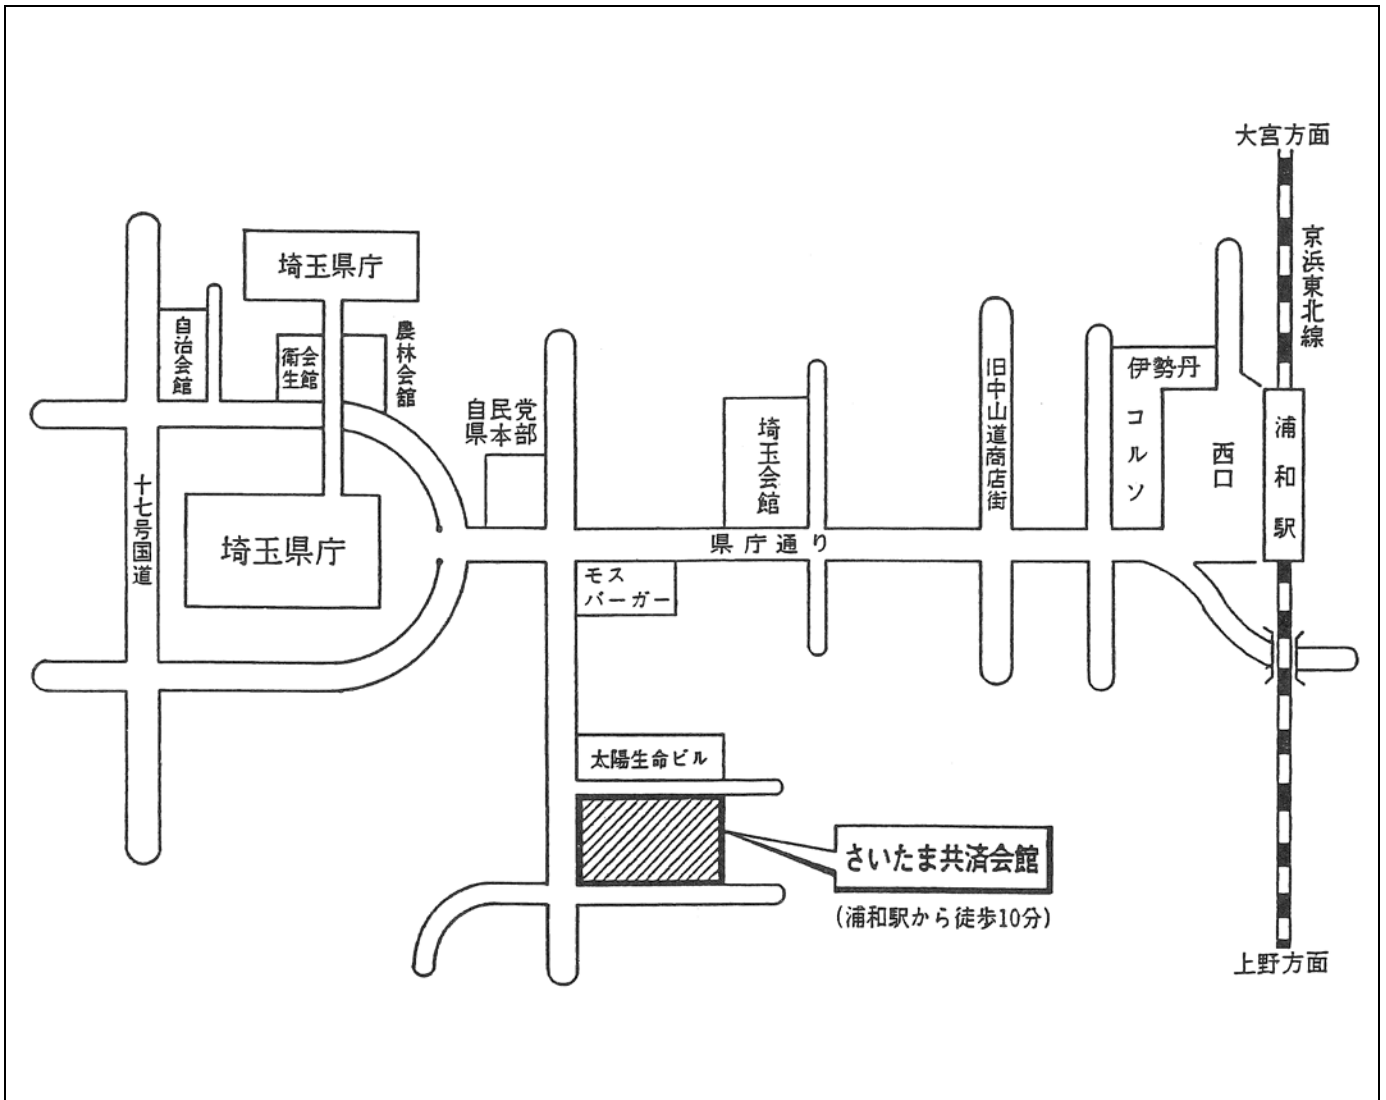 大宮方面
京浜東北線
埼玉県庁
自治会館
衛生会館
農林会館
自民党
県本部
埼玉会館
旧中山道商店街
伊勢丹
コルソ
西口
浦和駅
十七号国道
埼玉県庁
県庁通り
モス
バーガー
太陽生命ビル
さいたま共済会館
(浦和駅から徒歩10分)
上野方面